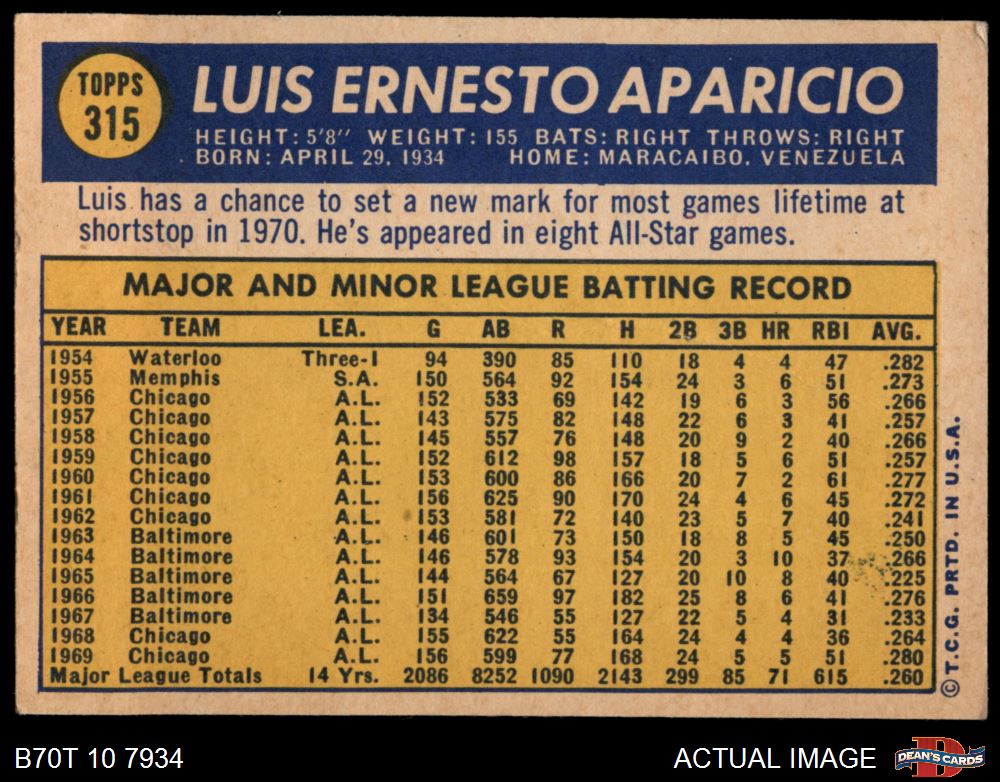 TOPPS
315
LUIS ERNESTO APARICIO
HEIGHT: 5'8" WEIGHT: 155 BATS: RIGHT THROWS: RIGHT
BORN: APRIL 29, 1934 HOME: MARACAIBO, VENEZUELA
Luis has a chance to set a new mark for most games lifetime at
shortstop in 1970. He's appeared in eight All-Star games.
MAJOR AND MINOR LEAGUE BATTING RECORD
YEAR TEAM LEA. G AB R H 2B 3B HR RBI AVG.
1954 Waterloo Three-I 94 390 85 110 18 4 4 47 .282
1955 Memphis S.A. 150 564 92 154 24 3 6 51 .273
1956 Chicago A.L. 152 533 69 142 19 6 3 56 .266
1957 Chicago A.L. 143 575 82 148 22 6 3 41 .257
1958 Chicago A.L. 145 557 76 148 20 9 2 40 .266
1959 Chicago A.L. 152 612 98 157 18 5 6 51 .257
1960 Chicago A.L. 153 600 86 166 20 7 2 61 .277
1961 Chicago A.L. 156 625 90 170 24 4 6 45 .272
1962 Chicago A.L. 153 581 72 140 23 5 7 40 .241
1963 Baltimore A.L. 146 601 73 150 18 8 5 45 .250
1964 Baltimore A.L. 146 578 93 154 20 3 10 37 .266
1965 Baltimore A.L. 144 564 67 127 20 10 8 40 .225
1966 Baltimore A.L. 151 659 97 182 25 8 6 41 .276
1967 Baltimore A.L. 134 546 55 127 22 5 4 31 .233
1968 Chicago A.L. 155 622 55 164 24 4 4 36 .264
1969 Chicago A.L. 156 599 77 168 24 5 5 51 .280
Major League Totals 14 Yrs. 2086 8252 1090 2143 299 85 71 615 .260
©T.C.G. PRTD. IN U.S.A.
B70T 10 7934
ACTUAL IMAGE
D
DEAN'S CARDS